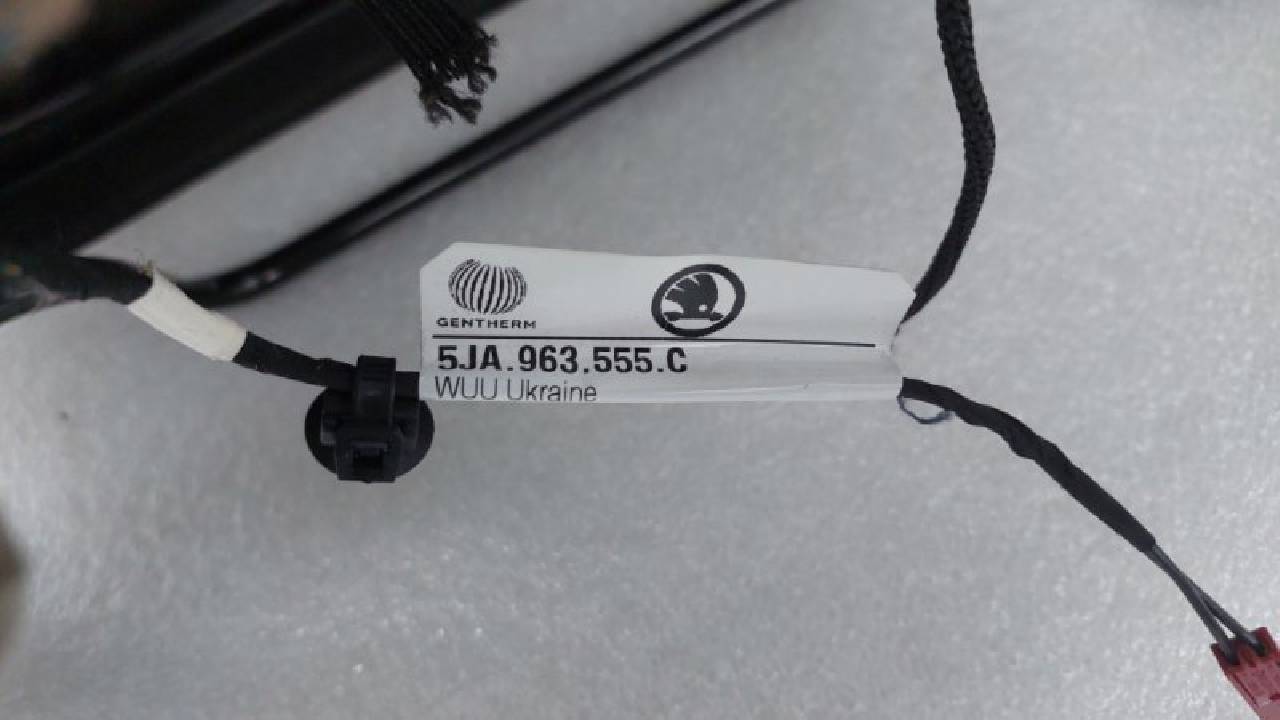 GENTHERM
5JA.963.555.C
WUU Ukraine